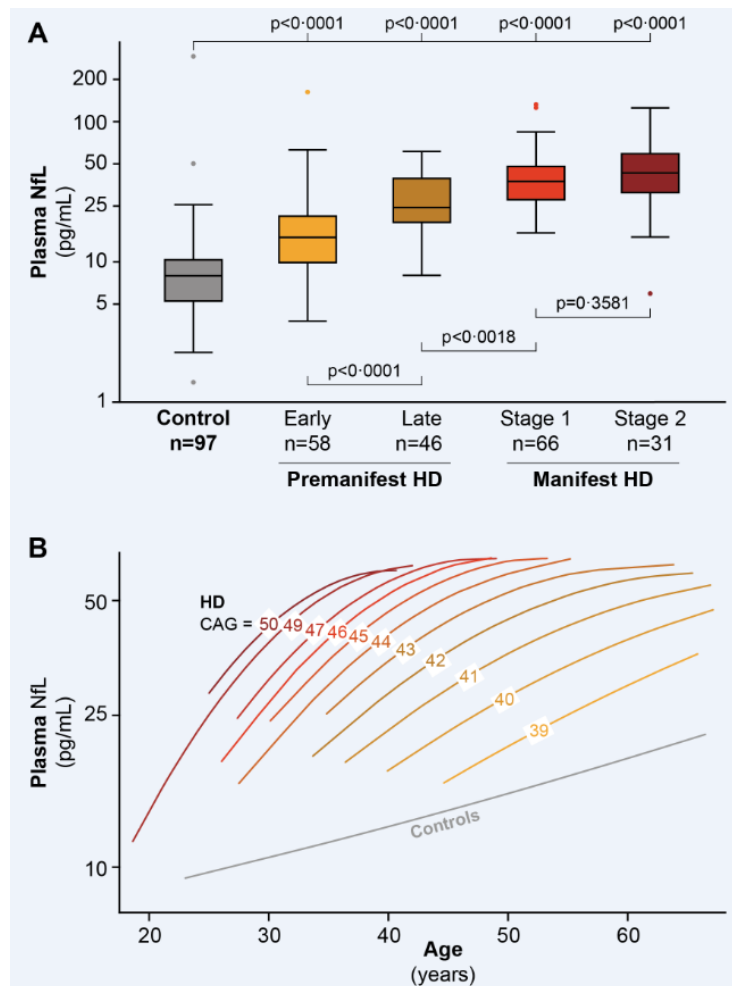 A
p<0·0001 p<0·0001 p<0·0001 p<0·0001
Plasma NfL
(pg/mL)
200
100
50
25
10
5
1
p=0·3581
p<0·0018
p<0·0001
Control Early Late Stage 1 Stage 2
n=97 n=58 n=46 n=66 n=31
Premanifest HD Manifest HD
B
Plasma NfL
(pg/mL)
50
25
10
HD
CAG = 50 49 47 46 45 44 43 42 41 40 39
Controls
20 30 40 50 60
Age
(years)